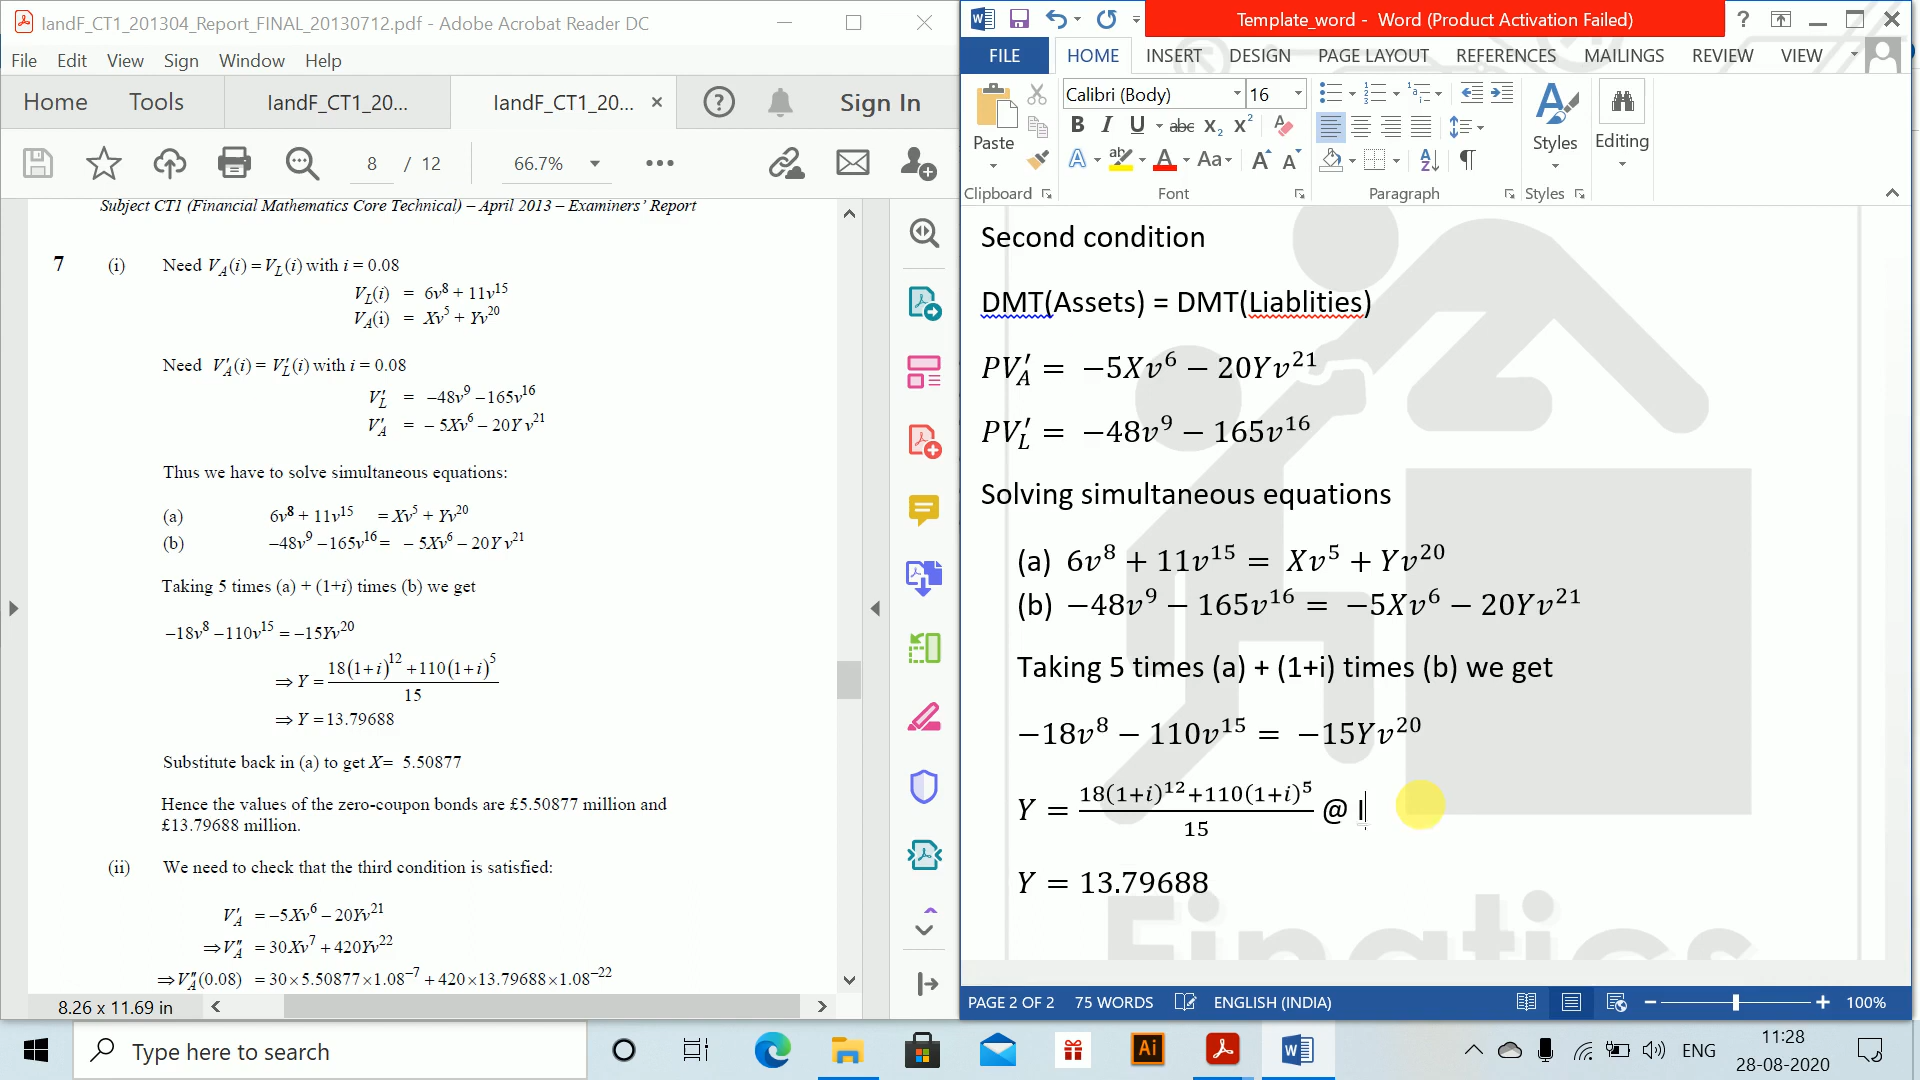 IandF_CT1_201304_Report_FINAL_20130712.pdf - Adobe Acrobat Reader DC
File Edit View Sign Window Help
Home Tools IandF_CT1_20... IandF_CT1_20... × ? Sign In
8 / 12 66.7%
Subject CT1 (Financial Mathematics Core Technical) – April 2013 – Examiners' Report
7 (i) Need V_A(i) = V_L(i) with i = 0.08
V_L(i) = 6v^8 + 11v^15
V_A(i) = Xv^5 + Yv^20
Need V′_A(i) = V′_L(i) with i = 0.08
V′_L = –48v^9 –165v^16
V′_A = – 5Xv^6 – 20Y v^21
Thus we have to solve simultaneous equations:
(a) 6v^8 + 11v^15 = Xv^5 + Yv^20
(b) –48v^9 –165v^16 = – 5Xv^6 – 20Y v^21
Taking 5 times (a) + (1+i) times (b) we get
–18v^8 –110v^15 = –15Yv^20
⇒ Y = (18(1+i)^12 +110(1+i)^5)/15
⇒ Y = 13.79688
Substitute back in (a) to get X= 5.50877
Hence the values of the zero-coupon bonds are £5.50877 million and
£13.79688 million.
(ii) We need to check that the third condition is satisfied:
V′_A = –5Xv^6 – 20Yv^21
⇒V″_A = 30Xv^7 + 420Yv^22
⇒V″_A(0.08) = 30×5.50877×1.08^–7 + 420×13.79688×1.08^–22
8.26 x 11.69 in
Template_word - Word (Product Activation Failed)
FILE HOME INSERT DESIGN PAGE LAYOUT REFERENCES MAILINGS REVIEW VIEW
Calibri (Body) 16
Paste B I U abc X₂ X² A Aa A A Styles Editing
Clipboard Font Paragraph Styles
Second condition
DMT(Assets) = DMT(Liablities)
PV′_A = −5Xv^6 − 20Yv^21
PV′_L = −48v^9 − 165v^16
Solving simultaneous equations
(a) 6v^8 + 11v^15 = Xv^5 + Yv^20
(b) −48v^9 − 165v^16 = −5Xv^6 − 20Yv^21
Taking 5 times (a) + (1+i) times (b) we get
−18v^8 − 110v^15 = −15Yv^20
Y = (18(1+i)^12+110(1+i)^5)/15 @ I
Y = 13.79688
Finatics
PAGE 2 OF 2 75 WORDS ENGLISH (INDIA) 100%
Type here to search
Ai
ENG
11:28
28-08-2020